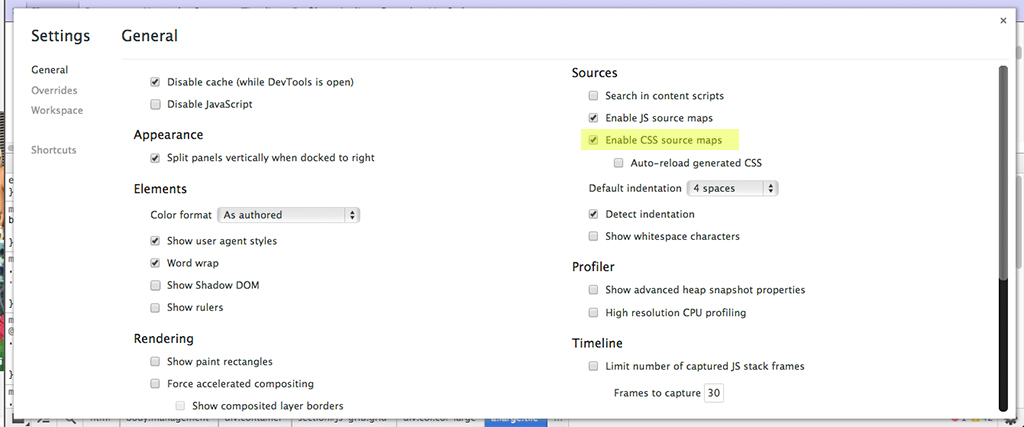 Settings
General
General
Overrides
Workspace
Shortcuts
Disable cache (while DevTools is open)
Disable JavaScript
Appearance
Split panels vertically when docked to right
Elements
Color format As authored
Show user agent styles
Word wrap
Show Shadow DOM
Show rulers
Rendering
Show paint rectangles
Force accelerated compositing
Show composited layer borders
Sources
Search in content scripts
Enable JS source maps
Enable CSS source maps
Auto-reload generated CSS
Default indentation 4 spaces
Detect indentation
Show whitespace characters
Profiler
Show advanced heap snapshot properties
High resolution CPU profiling
Timeline
Limit number of captured JS stack frames
Frames to capture 30